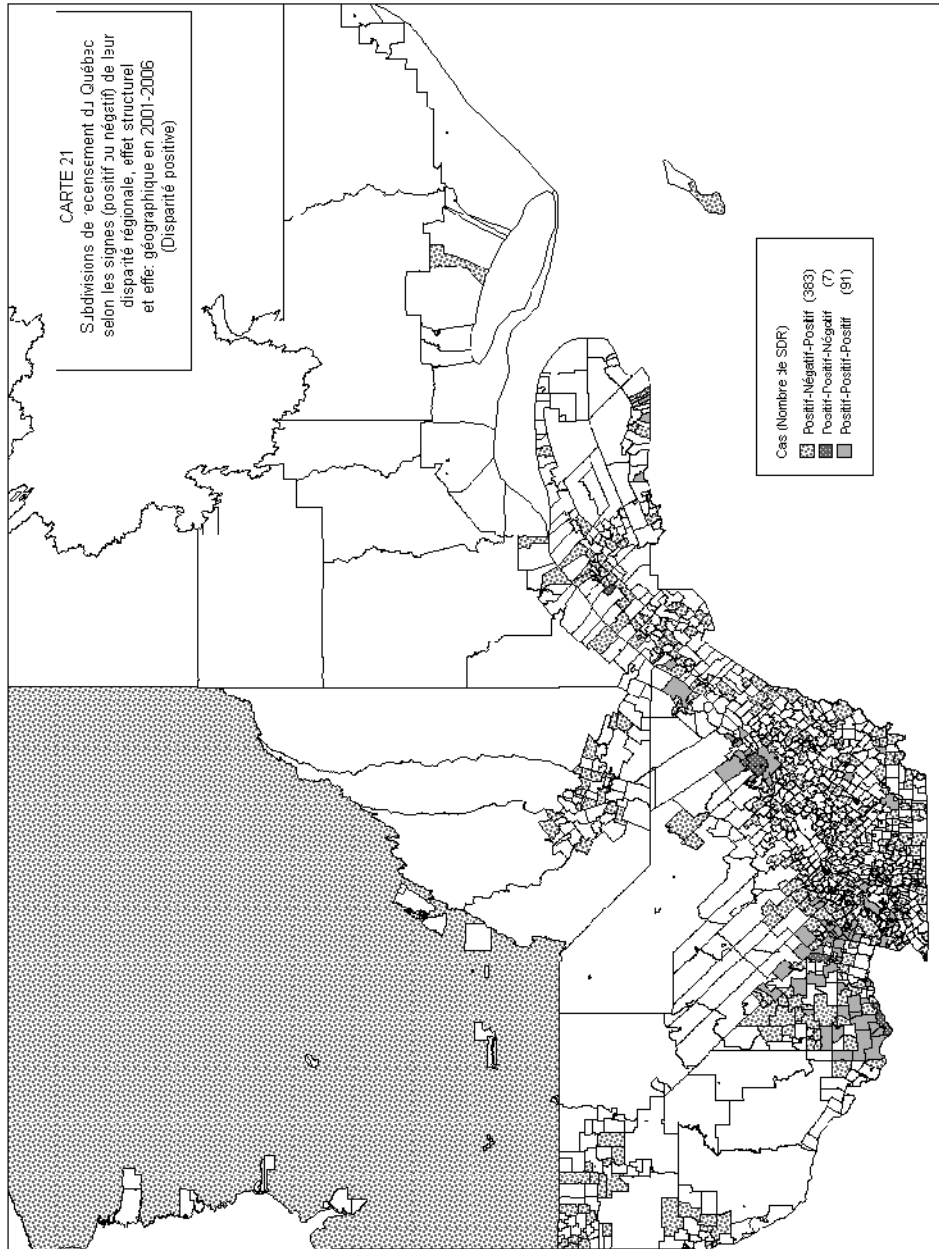 CARTE 21
Subdivisions de recensement du Québec
selon les signes (positif ou négatif) de leur
disparité régionale, effet structurel
et effet géographique en 2001-2006
(Disparité positive)
Cas (Nombre de SDR)
Positif-Négatif-Positif (383)
Positif-Positif-Négatif (7)
Positif-Positif-Positif (91)